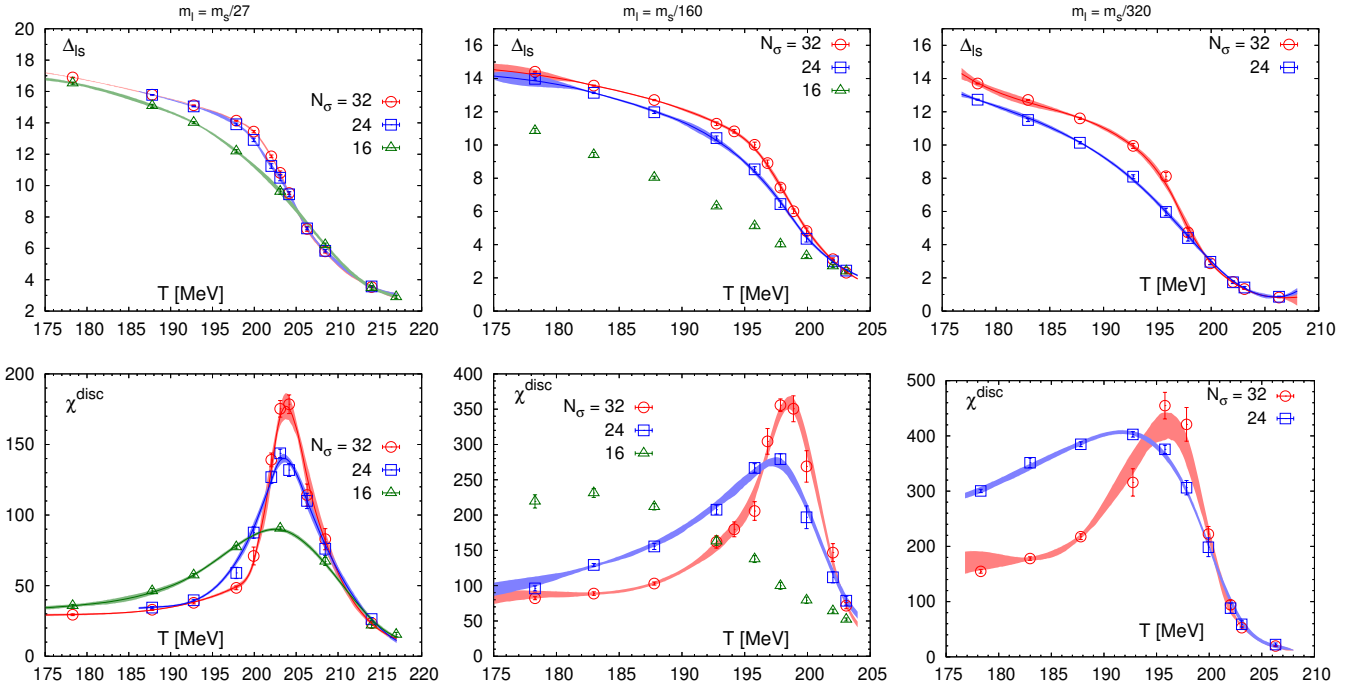 m_l = m_s/27
Δ_ls
N_σ = 32
24
16
20
18
16
14
12
10
8
6
4
2
T [MeV]
175 180 185 190 195 200 205 210 215 220
m_l = m_s/160
Δ_ls
N_σ = 32
24
16
16
14
12
10
8
6
4
2
0
T [MeV]
175 180 185 190 195 200 205
m_l = m_s/320
Δ_ls
N_σ = 32
24
16
14
12
10
8
6
4
2
0
T [MeV]
175 180 185 190 195 200 205 210
χ^disc
N_σ = 32
24
16
200
150
100
50
0
T [MeV]
175 180 185 190 195 200 205 210 215 220
χ^disc
N_σ = 32
24
16
400
350
300
250
200
150
100
50
0
T [MeV]
175 180 185 190 195 200 205
χ^disc
N_σ = 32
24
500
400
300
200
100
0
T [MeV]
175 180 185 190 195 200 205 210